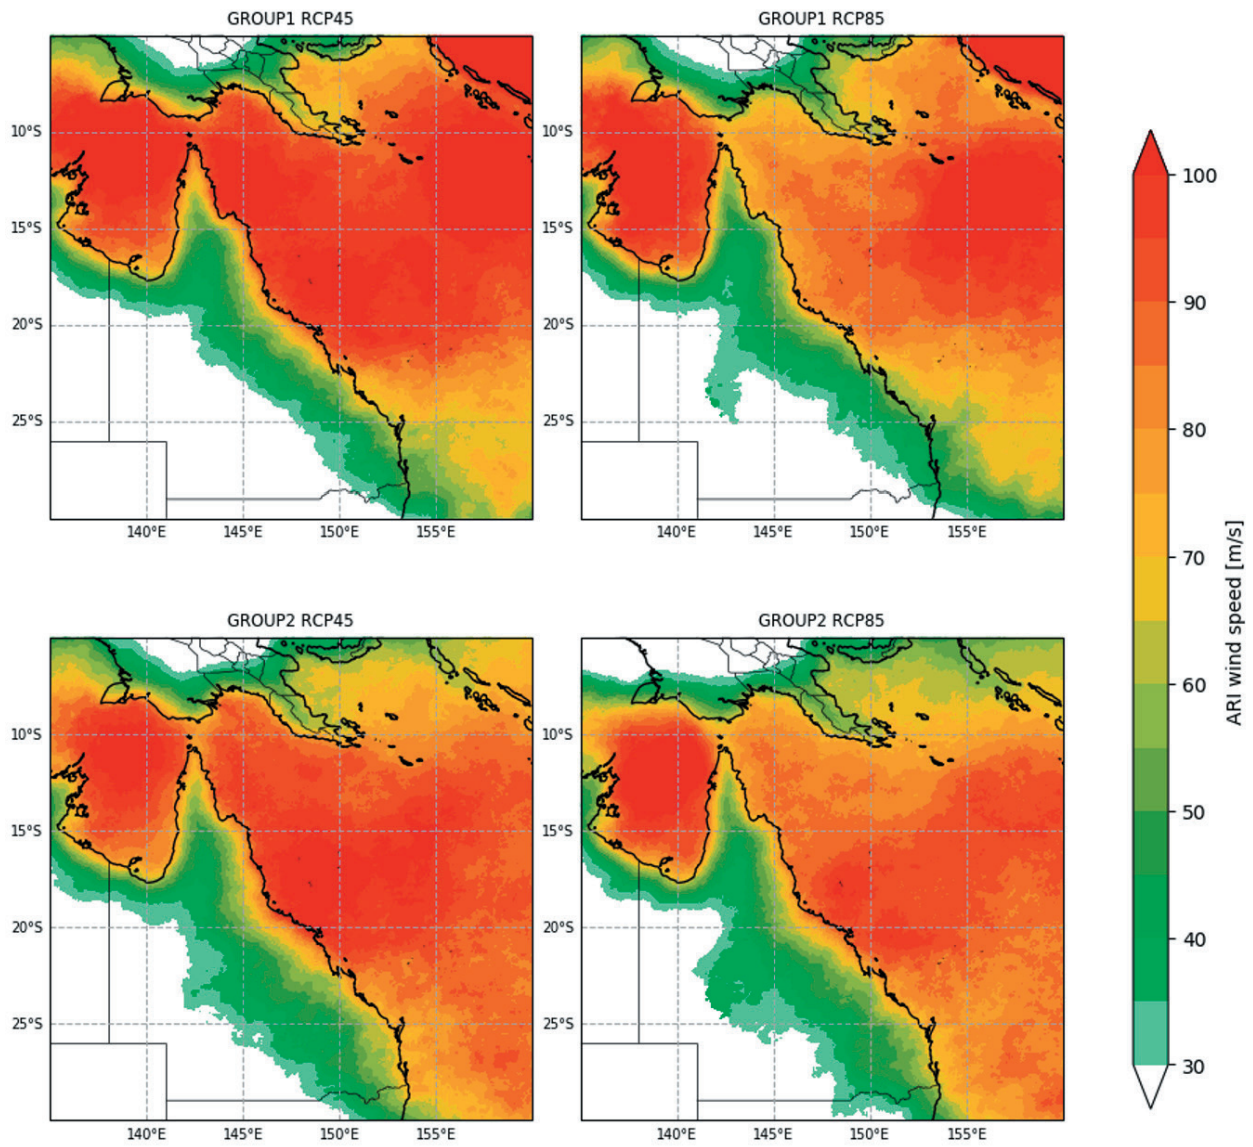 GROUP1 RCP45
GROUP1 RCP85
10°S
15°S
20°S
25°S
140°E 145°E 150°E 155°E
10°S
15°S
20°S
25°S
140°E 145°E 150°E 155°E
GROUP2 RCP45
GROUP2 RCP85
10°S
15°S
20°S
25°S
140°E 145°E 150°E 155°E
10°S
15°S
20°S
25°S
140°E 145°E 150°E 155°E
100
90
80
70
60
50
40
30
ARI wind speed [m/s]